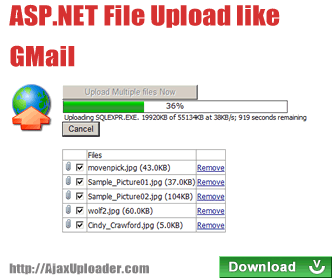 ASP.NET File Upload like
GMail
Upload Multiple files Now
36%
Uploading SQLEXPR.EXE. 19920KB of 55134KB at 38KB/s; 919 seconds remaining
Cancel
Files
movenpick.jpg (43.0KB) Remove
Sample_Picture01.jpg (37.0KB) Remove
Sample_Picture02.jpg (104KB) Remove
wolf2.jpg (60.0KB) Remove
Cindy_Crawford.jpg (5.0KB) Remove
http://AjaxUploader.com
Download